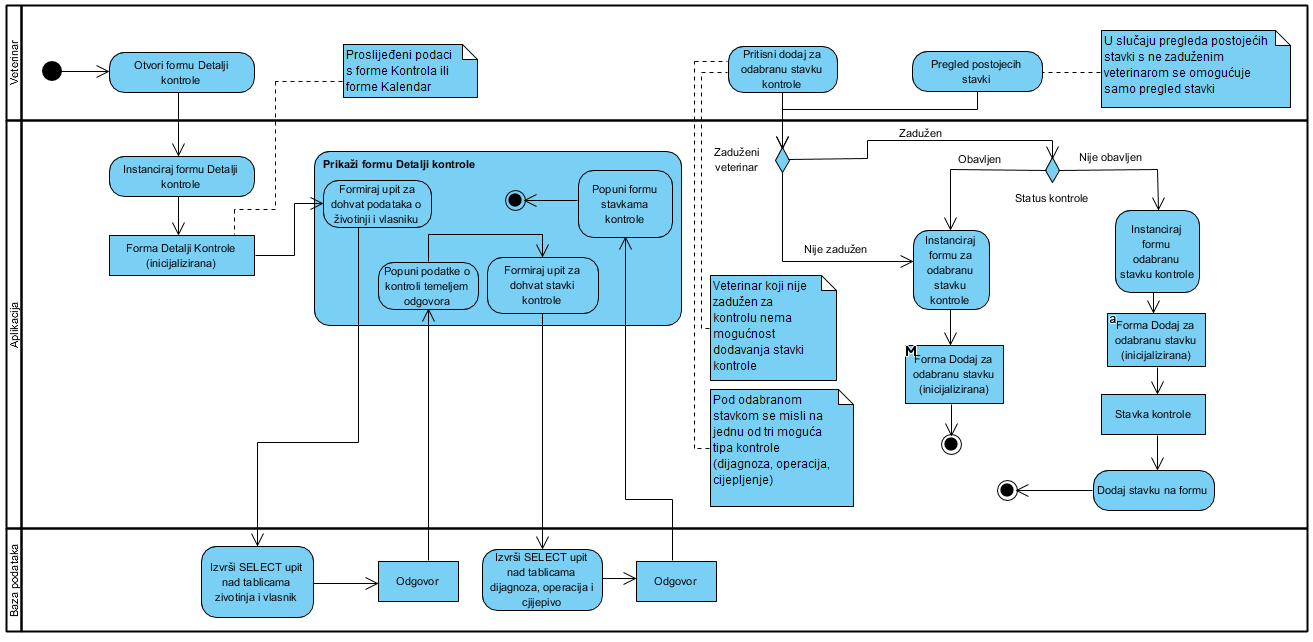 Veterinar
Otvori formu Detalji
kontrole
Proslijeđeni podaci
s forme Kontrola ili
forme Kalendar
Pritisni dodaj za
odabranu stavku
kontrole
Pregled postojecih
stavki
U slučaju pregleda postojećih
stavki s ne zaduženim
veterinarom se omogućuje
samo pregled stavki
Aplikacija
Instanciraj formu Detalji
kontrole
Forma Detalji Kontrole
(inicijalizirana)
Prikaži formu Detalji kontrole
Formiraj upit za
dohvat podataka o
životinji i vlasniku
Popuni formu
stavkama
kontrole
Popuni podatke o
kontroli temeljem
odgovora
Formiraj upit za
dohvat stavki
kontrole
Zaduženi
veterinar
Zadužen
Nije zadužen
Obavljen
Nije obavljen
Status kontrole
Instanciraj
formu za
odabranu
stavku
kontrole
Instanciraj
formu
odabranu
stavku kontrole
Veterinar koji nije
zadužen za
kontrolu nema
mogućnost
dodavanja stavki
kontrole
Pod odabranom
stavkom se misli na
jednu od tri moguća
tipa kontrole
(dijagnoza, operacija,
cijepljenje)
Forma Dodaj za
odabranu stavku
(inicijalizirana)
a
Forma Dodaj za
odabranu stavku
(inicijalizirana)
Stavka kontrole
Dodaj stavku na formu
Baza podataka
Izvrši SELECT upit
nad tablicama
zivotinja i vlasnik
Odgovor
Izvrši SELECT upit
nad tablicama
dijagnoza, operacija i
cjijepivo
Odgovor